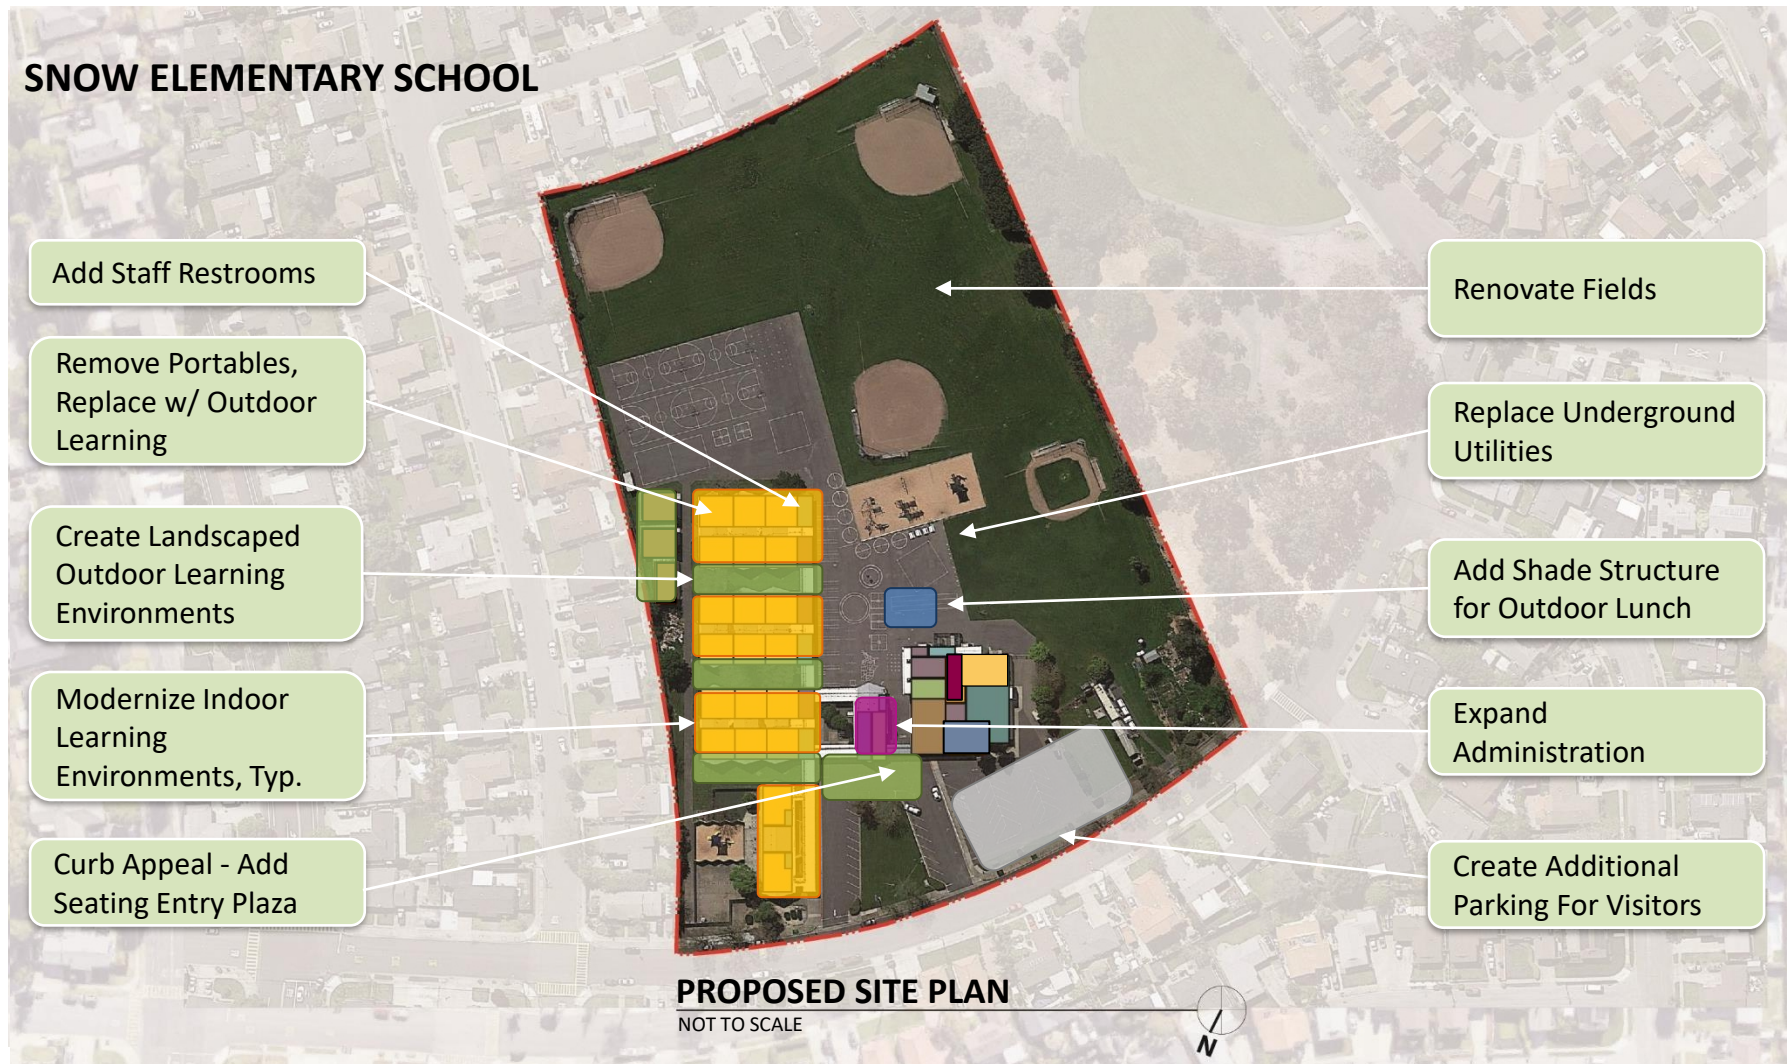 SNOW ELEMENTARY SCHOOL
Add Staff Restrooms
Remove Portables,
Replace w/ Outdoor
Learning
Create Landscaped
Outdoor Learning
Environments
Modernize Indoor
Learning
Environments, Typ.
Curb Appeal - Add
Seating Entry Plaza
Renovate Fields
Replace Underground
Utilities
Add Shade Structure
for Outdoor Lunch
Expand
Administration
Create Additional
Parking For Visitors
PROPOSED SITE PLAN
NOT TO SCALE
N